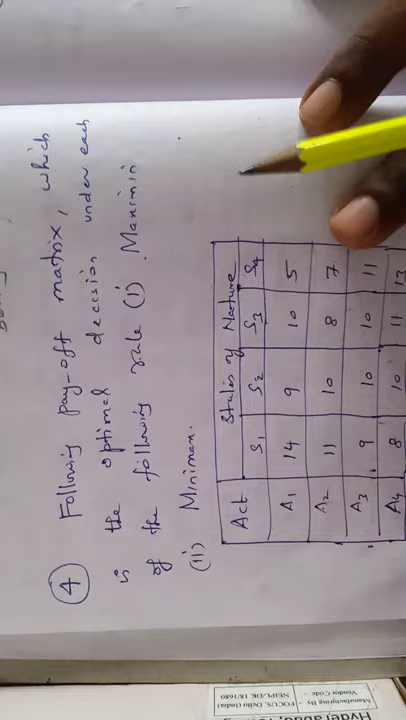 4 Following pay-off matrix, which
is the optimal decision under each
of the following rule (i) Maximin
(ii) Minimax.
Act States of Nature
S1 S2 S3 S4
A1 14 9 10 5
A2 11 10 8 7
A3 9 10 10 11
A4 8 10 11 13
Manufacturing By - FOCUS, Delhi (India)
Vendor Code - NEIPL/DK 18/1680